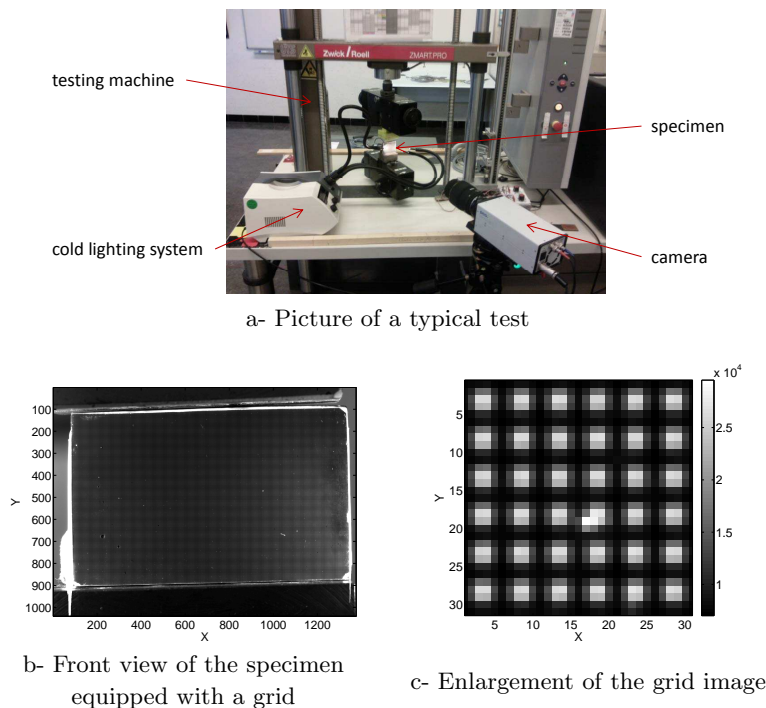 Zwick / Roell ZMART.PRO
testing machine
specimen
cold lighting system
camera
a- Picture of a typical test
100
200
300
400
500
600
700
800
900
1000
Y
200 400 600 800 1000 1200
X
b- Front view of the specimen
equipped with a grid
x 10⁴
5
10
15
20
25
30
Y
5 10 15 20 25 30
X
2.5
2
1.5
1
c- Enlargement of the grid image